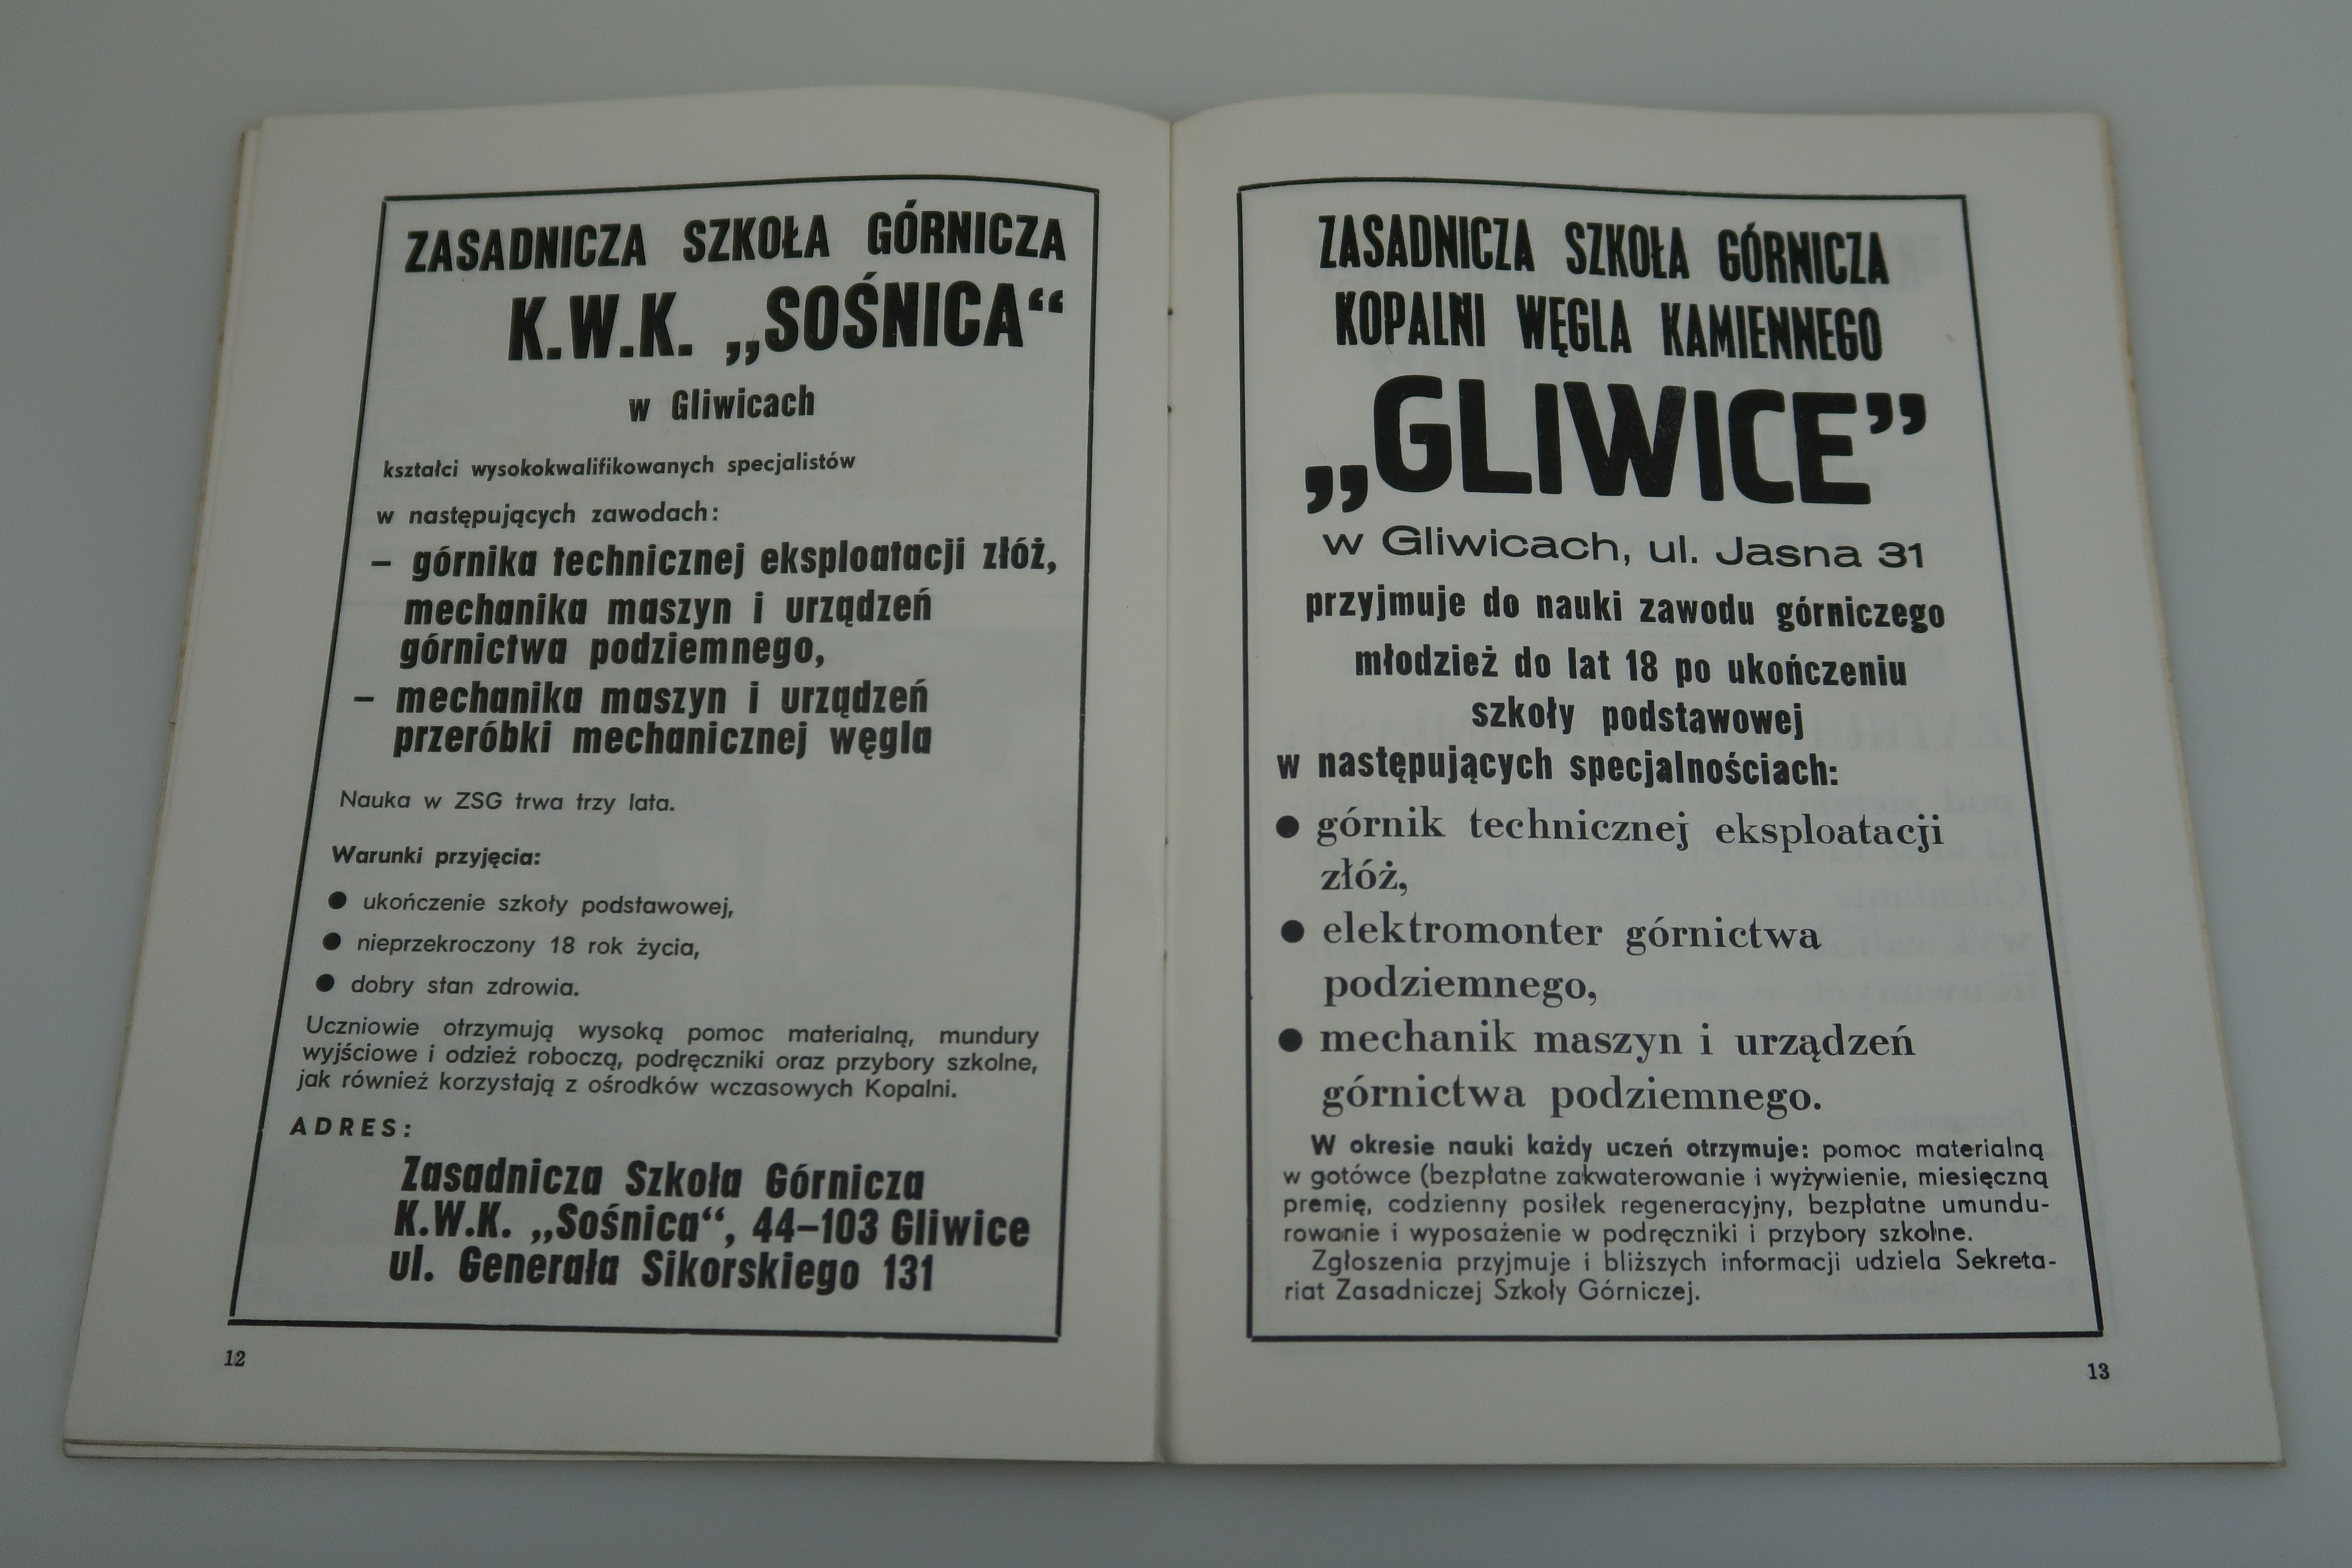 ZASADNICZA SZKOŁA GÓRNICZA
K.W.K. „SOŚNICA“
w Gliwicach
kształci wysokokwalifikowanych specjalistów
w następujących zawodach:
– górnika technicznej eksploatacji złóż,
mechanika maszyn i urządzeń
górnictwa podziemnego,
– mechanika maszyn i urządzeń
przeróbki mechanicznej węgla
Nauka w ZSG trwa trzy lata.
Warunki przyjęcia:
● ukończenie szkoły podstawowej,
● nieprzekroczony 18 rok życia,
● dobry stan zdrowia.
Uczniowie otrzymują wysoką pomoc materialną, mundury
wyjściowe i odzież roboczą, podręczniki oraz przybory szkolne,
jak również korzystają z ośrodków wczasowych Kopalni.
ADRES:
Zasadnicza Szkoła Górnicza
K.W.K. „Sośnica“, 44–103 Gliwice
ul. Generała Sikorskiego 131
12
ZASADNICZA SZKOŁA GÓRNICZA
KOPALNI WĘGLA KAMIENNEGO
„GLIWICE”
w Gliwicach, ul. Jasna 31
przyjmuje do nauki zawodu górniczego
młodzież do lat 18 po ukończeniu
szkoły podstawowej
w następujących specjalnościach:
● górnik technicznej eksploatacji
złóż,
● elektromonter górnictwa
podziemnego,
● mechanik maszyn i urządzeń
górnictwa podziemnego.
W okresie nauki każdy uczeń otrzymuje: pomoc materialną
w gotówce (bezpłatne zakwaterowanie i wyżywienie, miesięczną
premię, codzienny posiłek regeneracyjny, bezpłatne umundu-
rowanie i wyposażenie w podręczniki i przybory szkolne.
Zgłoszenia przyjmuje i bliższych informacji udziela Sekreta-
riat Zasadniczej Szkoły Górniczej.
13